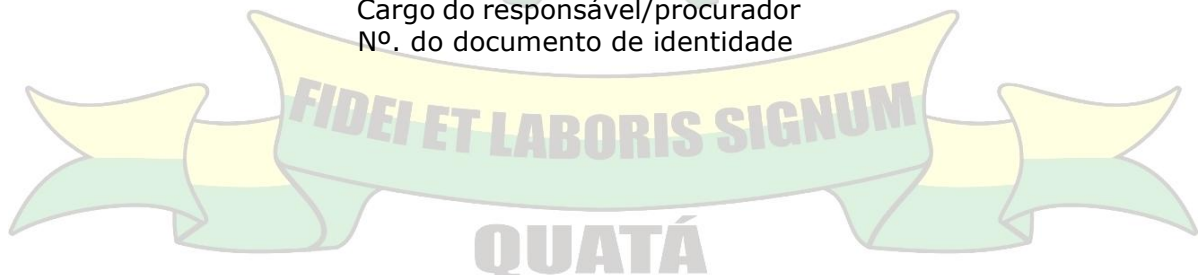 Cargo do responsável/procurador
Nº. do documento de identidade
FIDEI ET LABORIS SIGNUM
QUATÁ